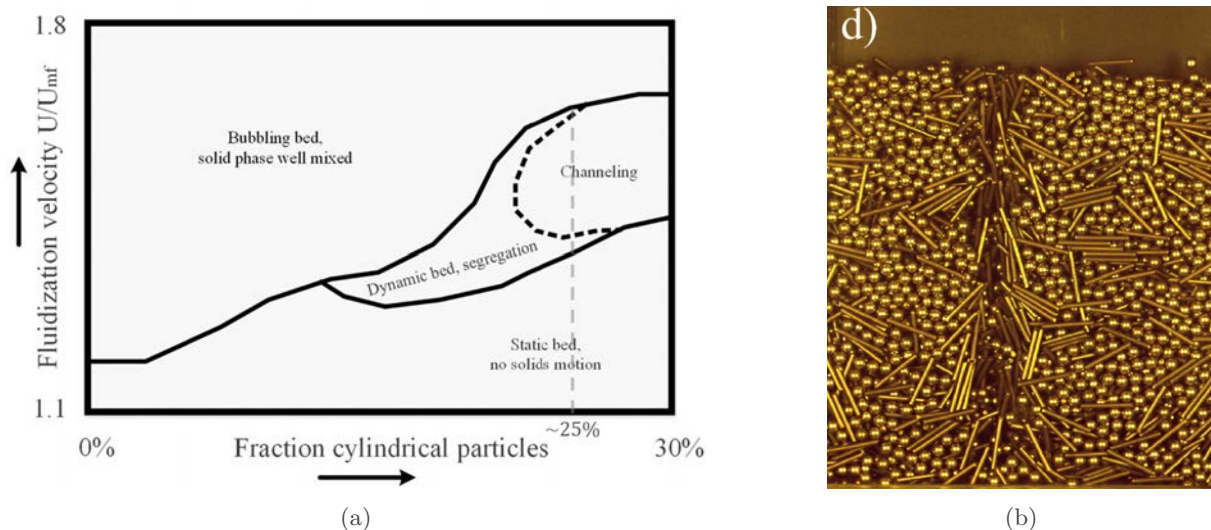 1.8
Fluidization velocity U/Umf
Bubbling bed,
solid phase well mixed
Channeling
Dynamic bed, segregation
Static bed,
no solids motion
1.1
0%
Fraction cylindrical particles
~25%
30%
(a)
d)
(b)